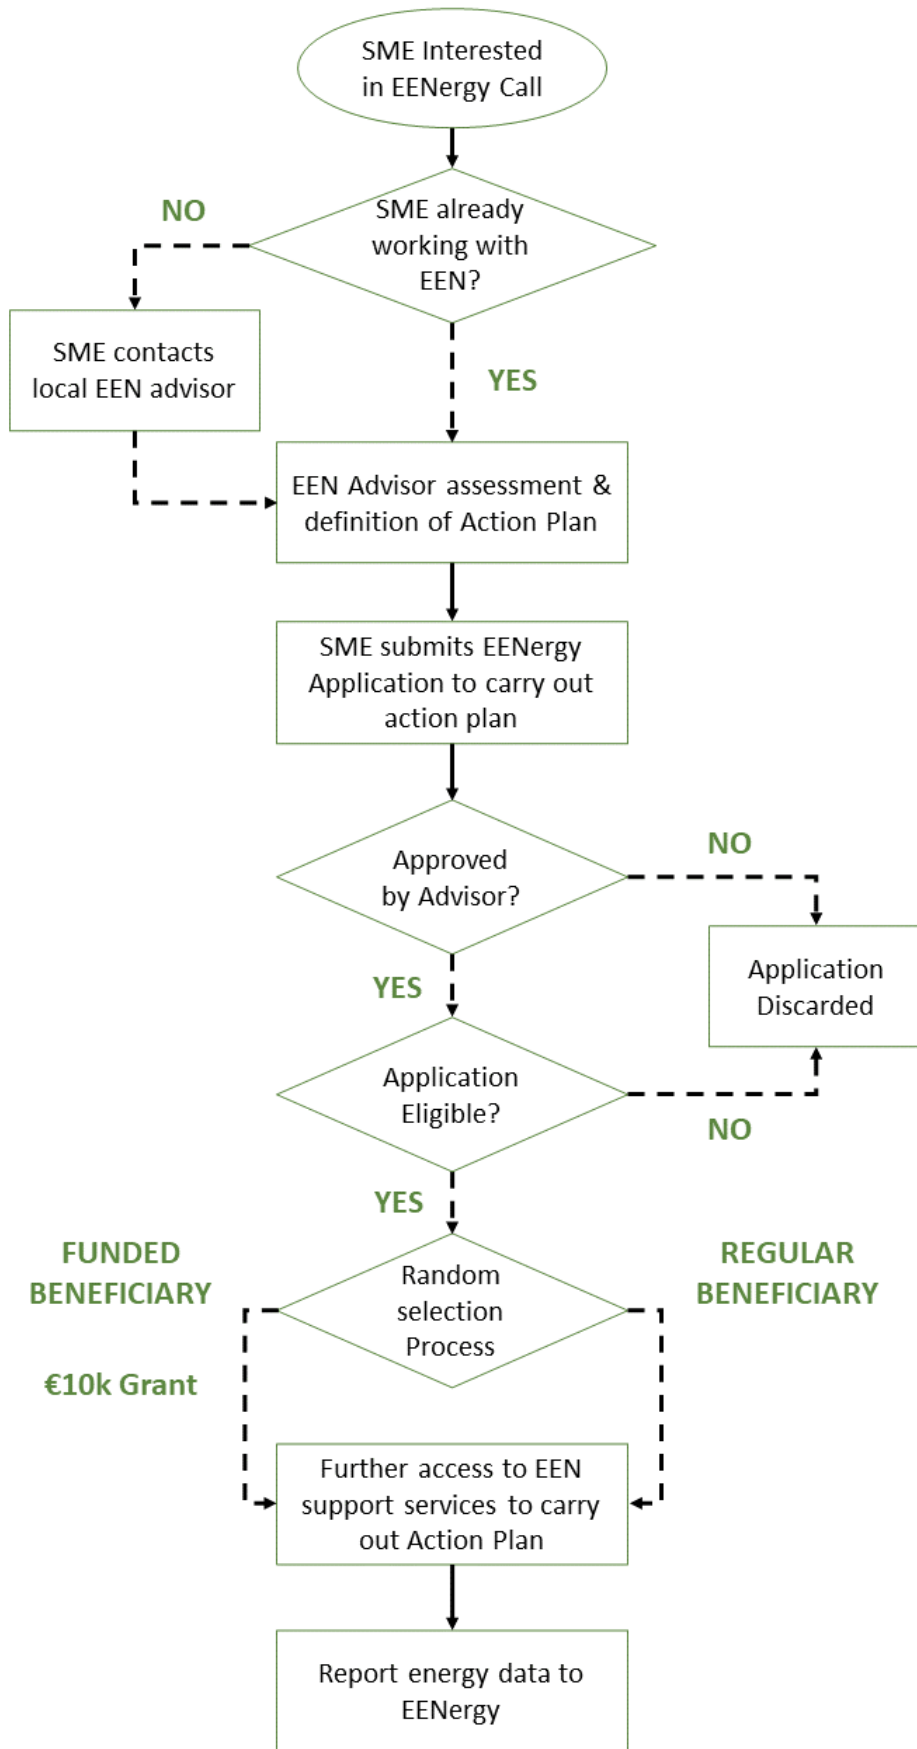 SME Interested
in EENergy Call
NO
SME already
working with
EEN?
SME contacts
local EEN advisor
YES
EEN Advisor assessment &
definition of Action Plan
SME submits EENergy
Application to carry out
action plan
Approved
by Advisor?
NO
YES
Application
Discarded
Application
Eligible?
NO
YES
FUNDED
BENEFICIARY
€10k Grant
Random
selection
Process
REGULAR
BENEFICIARY
Further access to EEN
support services to carry
out Action Plan
Report energy data to
EENergy